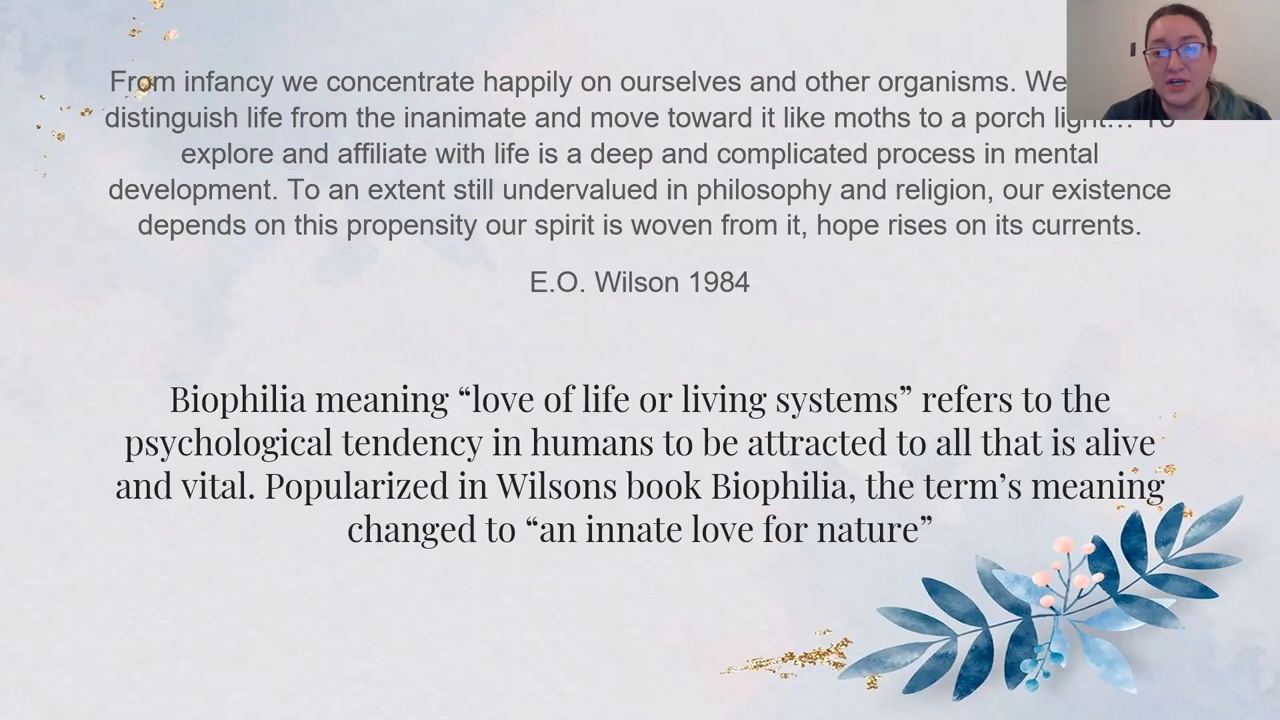 From infancy we concentrate happily on ourselves and other organisms. We
distinguish life from the inanimate and move toward it like moths to a porch light… To
explore and affiliate with life is a deep and complicated process in mental
development. To an extent still undervalued in philosophy and religion, our existence
depends on this propensity our spirit is woven from it, hope rises on its currents.
E.O. Wilson 1984
Biophilia meaning “love of life or living systems” refers to the
psychological tendency in humans to be attracted to all that is alive
and vital. Popularized in Wilsons book Biophilia, the term’s meaning
changed to “an innate love for nature”